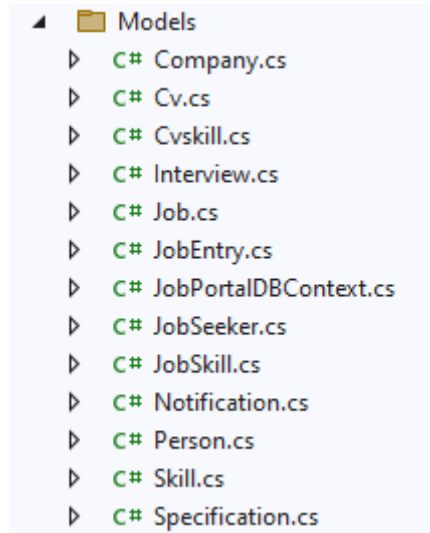 Models
C# Company.cs
C# Cv.cs
C# Cvskill.cs
C# Interview.cs
C# Job.cs
C# JobEntry.cs
C# JobPortalDBContext.cs
C# JobSeeker.cs
C# JobSkill.cs
C# Notification.cs
C# Person.cs
C# Skill.cs
C# Specification.cs